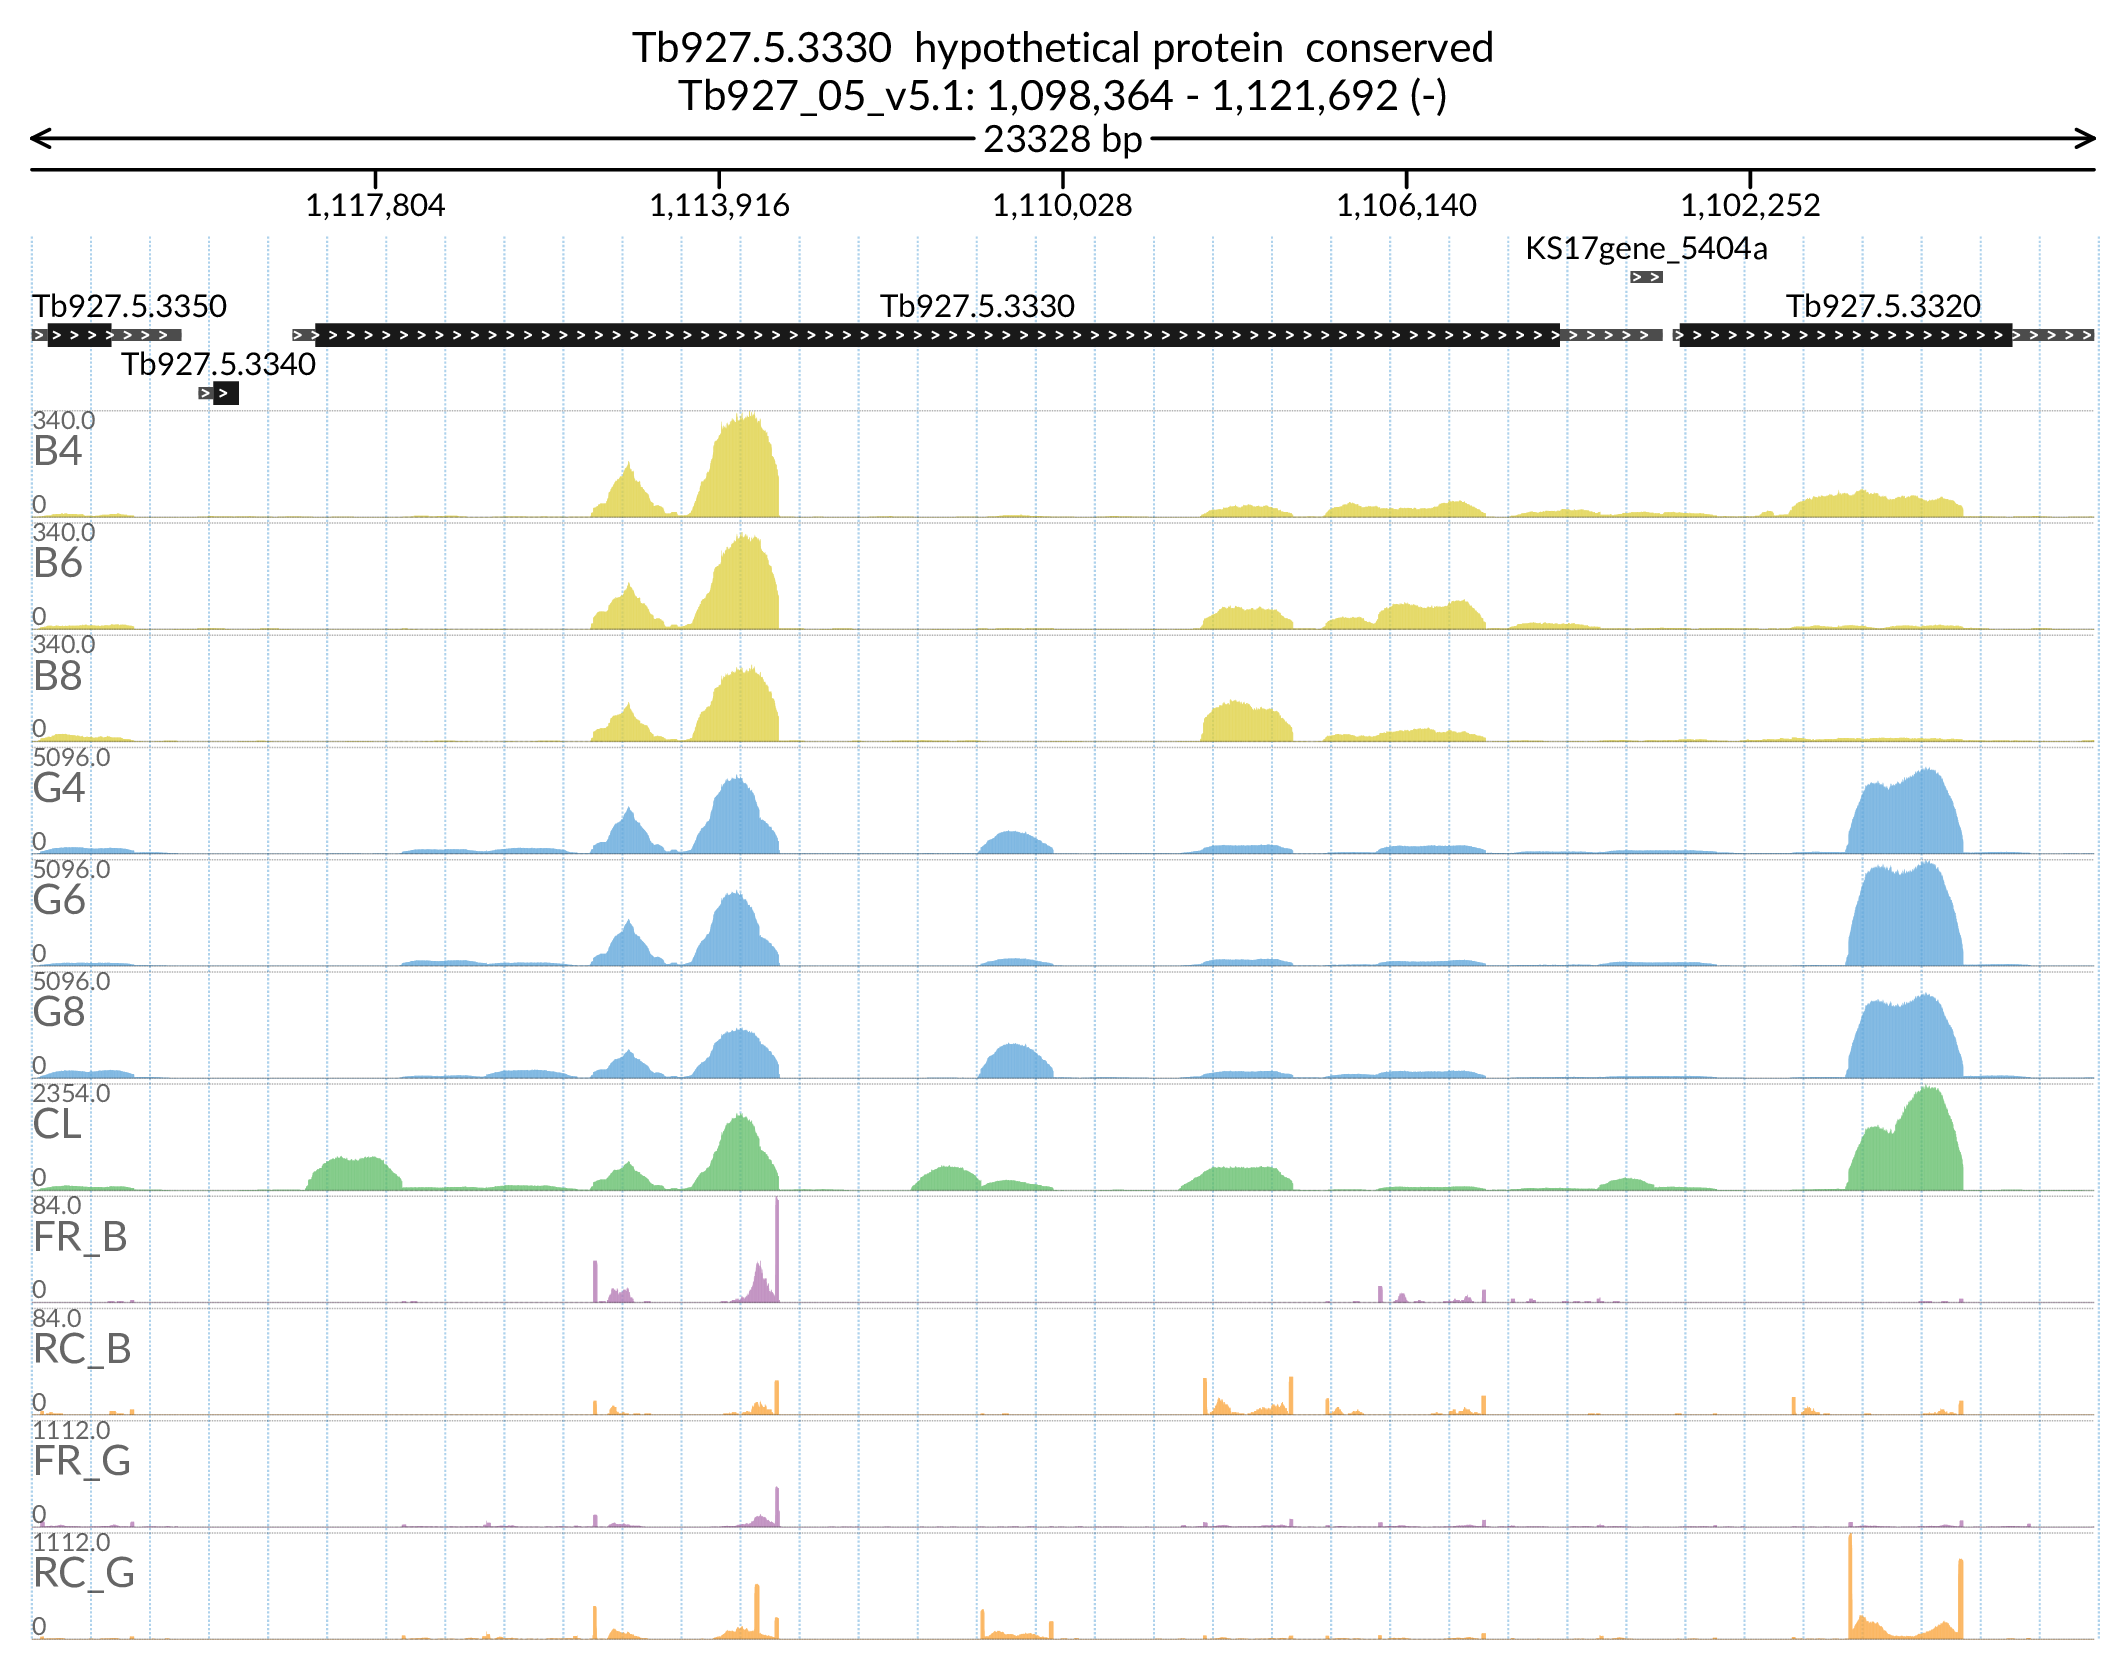 Tb927.5.3330  hypothetical protein  conserved
Tb927_05_v5.1: 1,098,364 - 1,121,692 (-)
23328 bp
1,117,804 1,113,916 1,110,028 1,106,140 1,102,252
KS17gene_5404a
Tb927.5.3350 Tb927.5.3330 Tb927.5.3320
Tb927.5.3340
340.0
B4
0
340.0
B6
0
340.0
B8
0
5096.0
G4
0
5096.0
G6
0
5096.0
G8
0
2354.0
CL
0
84.0
FR_B
0
84.0
RC_B
0
1112.0
FR_G
0
1112.0
RC_G
0